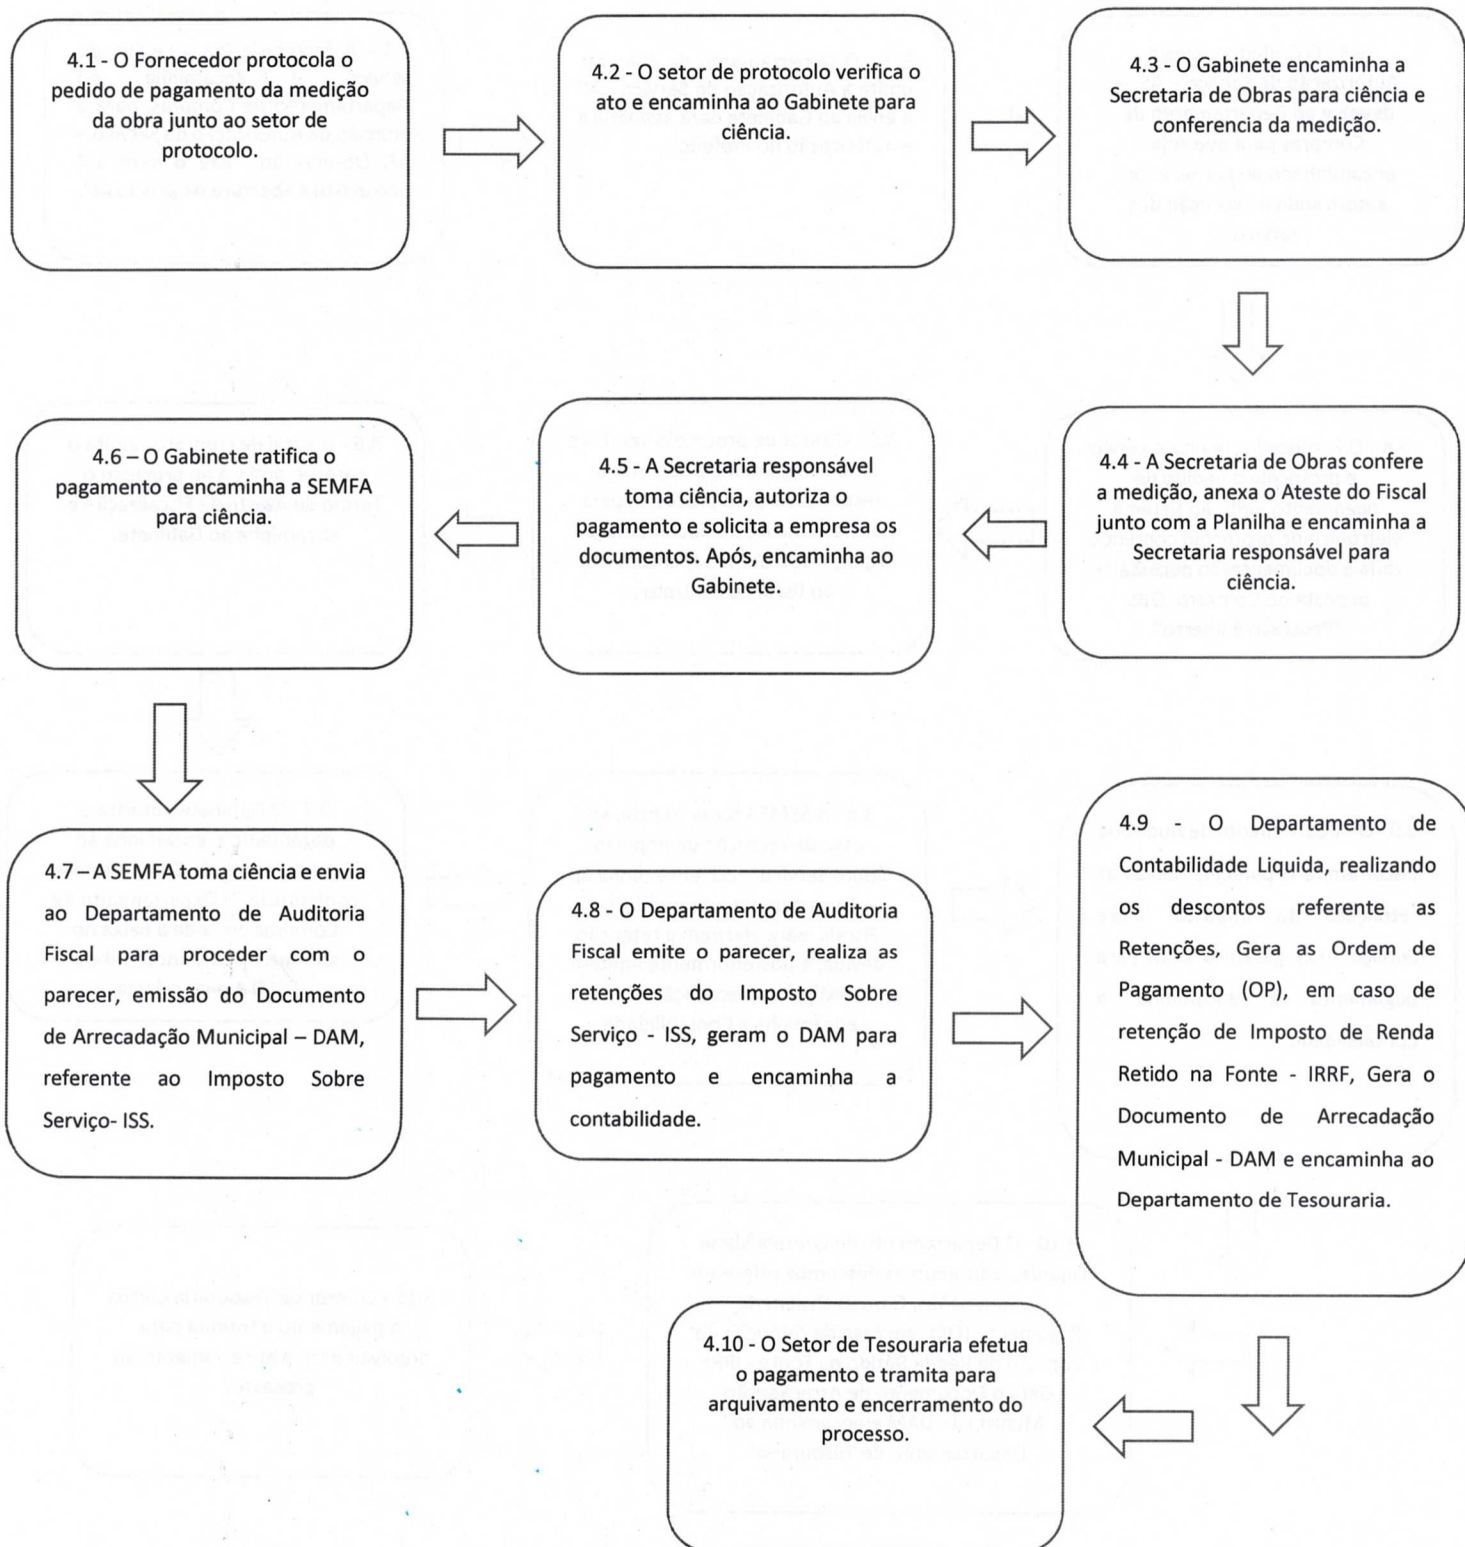 4.1 - O Fornecedor protocola o
pedido de pagamento da medição
da obra junto ao setor de
protocolo.
4.2 - O setor de protocolo verifica o
ato e encaminha ao Gabinete para
ciência.
4.3 - O Gabinete encaminha a
Secretaria de Obras para ciência e
conferencia da medição.
4.4 - A Secretaria de Obras confere
a medição, anexa o Ateste do Fiscal
junto com a Planilha e encaminha a
Secretaria responsável para
ciência.
4.5 - A Secretaria responsável
toma ciência, autoriza o
pagamento e solicita a empresa os
documentos. Após, encaminha ao
Gabinete.
4.6 – O Gabinete ratifica o
pagamento e encaminha a SEMFA
para ciência.
4.7 – A SEMFA toma ciência e envia
ao Departamento de Auditoria
Fiscal para proceder com o
parecer, emissão do Documento
de Arrecadação Municipal – DAM,
referente ao Imposto Sobre
Serviço- ISS.
4.8 - O Departamento de Auditoria
Fiscal emite o parecer, realiza as
retenções do Imposto Sobre
Serviço - ISS, geram o DAM para
pagamento e encaminha a
contabilidade.
4.9 - O Departamento de
Contabilidade Liquida, realizando
os descontos referente as
Retenções, Gera as Ordem de
Pagamento (OP), em caso de
retenção de Imposto de Renda
Retido na Fonte - IRRF, Gera o
Documento de Arrecadação
Municipal - DAM e encaminha ao
Departamento de Tesouraria.
4.10 - O Setor de Tesouraria efetua
o pagamento e tramita para
arquivamento e encerramento do
processo.